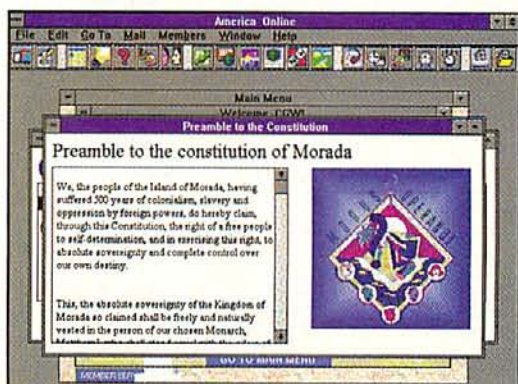 America Online
File Edit Go To Mail Members Window Help
Main Menu
Welcome, CGW1
Preamble to the Constitution
Preamble to the constitution of Morada
We, the people of the Island of Morada, having
suffered 500 years of colonialism, slavery and
oppression by foreign powers, do hereby claim,
through this Constitution, the right of a free people
to self-determination, and in exercising this right, to
absolute sovereignty and complete control over
our own destiny.
This, the absolute sovereignty of the Kingdom of
Morada so claimed shall be freely and naturally
vested in the person of our chosen Monarch,
GO TO MAIN MENU